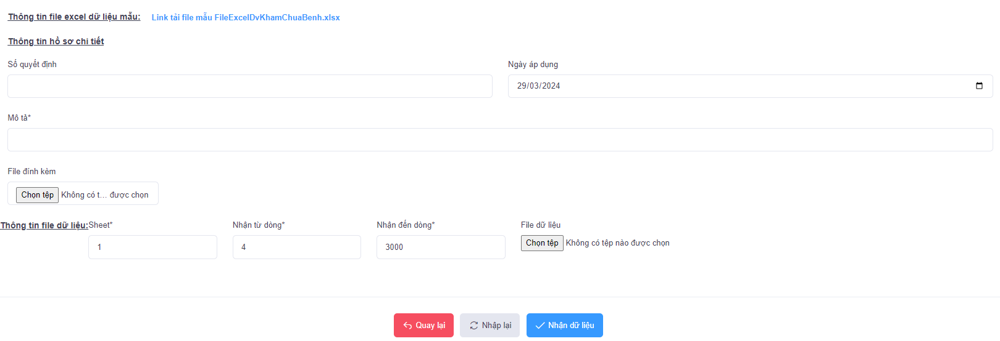 Thông tin file excel dữ liệu mẫu: Link tải file mẫu FileExcelDvKhamChuaBenh.xlsx
Thông tin hồ sơ chi tiết
Số quyết định Ngày áp dụng
29/03/2024
Mô tả*
File đính kèm
Chọn tệp Không có t... được chọn
Thông tin file dữ liệu: Sheet* Nhận từ dòng* Nhận đến dòng* File dữ liệu
1 4 3000 Chọn tệp Không có tệp nào được chọn
Quay lại Nhập lại Nhận dữ liệu